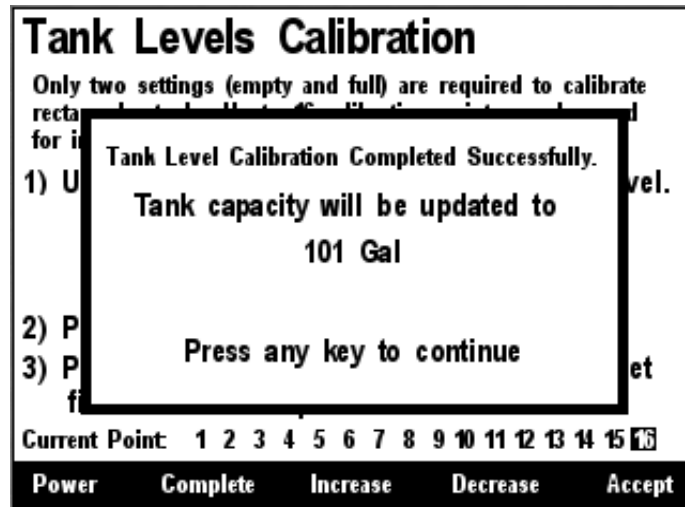 Tank Levels Calibration
Only two settings (empty and full) are required to calibrate
for
Tank Level Calibration Completed Successfully.
1) vel.
Tank capacity will be updated to
101 Gal
2)
Press any key to continue
3) et
Current Point: 1 2 3 4 5 6 7 8 9 10 11 12 13 14 15 16
Power Complete Increase Decrease Accept